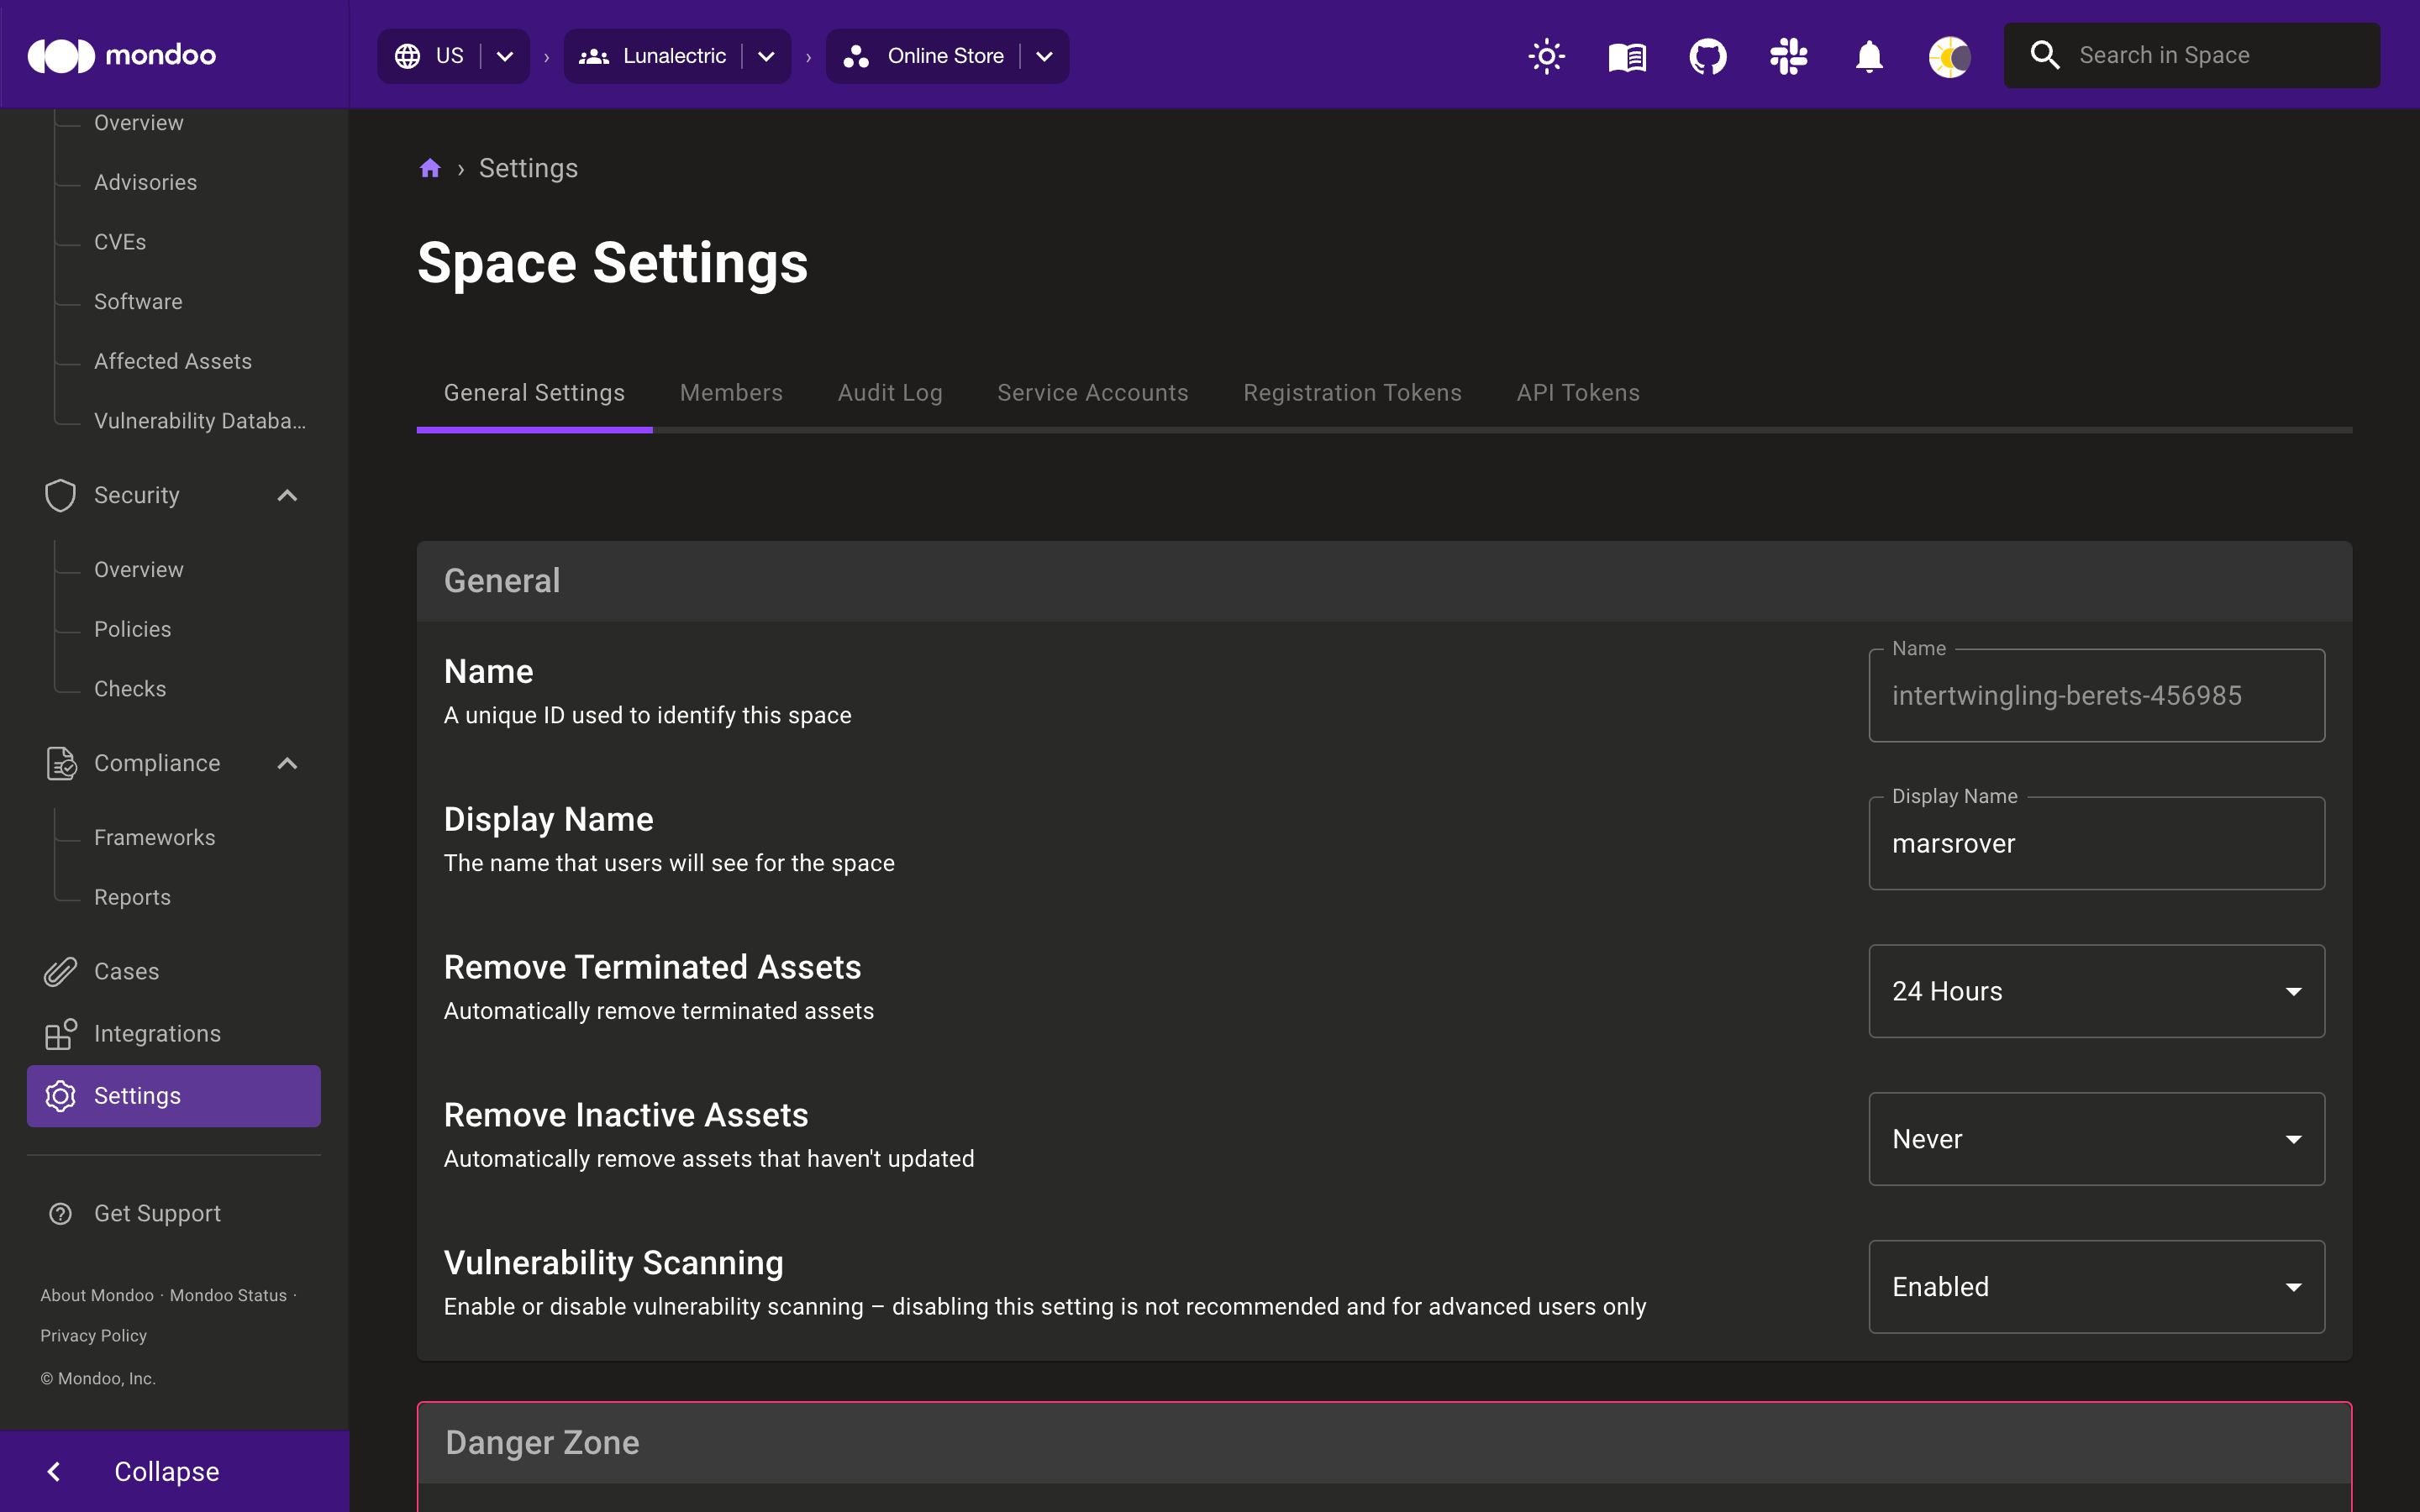 mondoo
US
Lunalectric
Online Store
Search in Space
Overview
Advisories
CVEs
Software
Affected Assets
Vulnerability Databa...
Security
Overview
Policies
Checks
Compliance
Frameworks
Reports
Cases
Integrations
Settings
Get Support
About Mondoo · Mondoo Status ·
Privacy Policy
© Mondoo, Inc.
Collapse
› Settings
Space Settings
General Settings
Members
Audit Log
Service Accounts
Registration Tokens
API Tokens
General
Name
A unique ID used to identify this space
Name
intertwingling-berets-456985
Display Name
The name that users will see for the space
Display Name
marsrover
Remove Terminated Assets
Automatically remove terminated assets
24 Hours
Remove Inactive Assets
Automatically remove assets that haven't updated
Never
Vulnerability Scanning
Enable or disable vulnerability scanning – disabling this setting is not recommended and for advanced users only
Enabled
Danger Zone